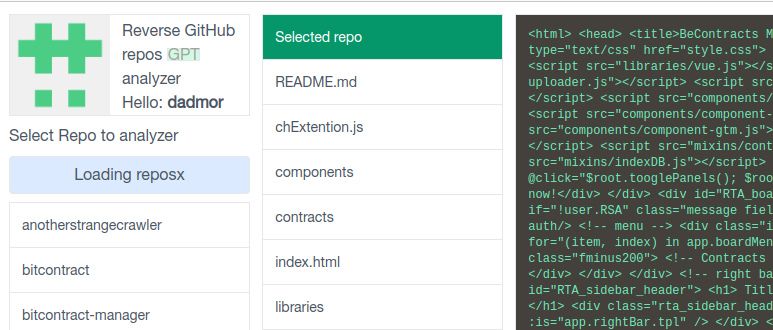 Reverse GitHub
repos GPT
analyzer
Hello: dadmor
Select Repo to analyzer
Loading reposx
anotherstrangecrawler
bitcontract
bitcontract-manager
Selected repo
README.md
chExtention.js
components
contracts
index.html
libraries
<html> <head> <title>BeContracts M
type="text/css" href="style.css">
<script src="libraries/vue.js"></s
uploader.js"></script> <script src
</script> <script src="components/
<script src="components/component-
src="components/component-gtm.js">
</script> <script src="mixins/cont
src="mixins/indexDB.js"></script>
@click="$root.tooglePanels(); $roo
now!</div> </div> <div id="RTA_boa
if="!user.RSA" class="message fiel
auth/> <!-- menu --> <div class="i
for="(item, index) in app.boardMen
class="fminus200"> <!-- Contracts
</div> </div> </div> <!-- right ba
id="RTA_sidebar_header"> <h1> Titl
</h1> <div class="rta_sidebar_head
:is="app.rightBar.tpl" /> </div> <